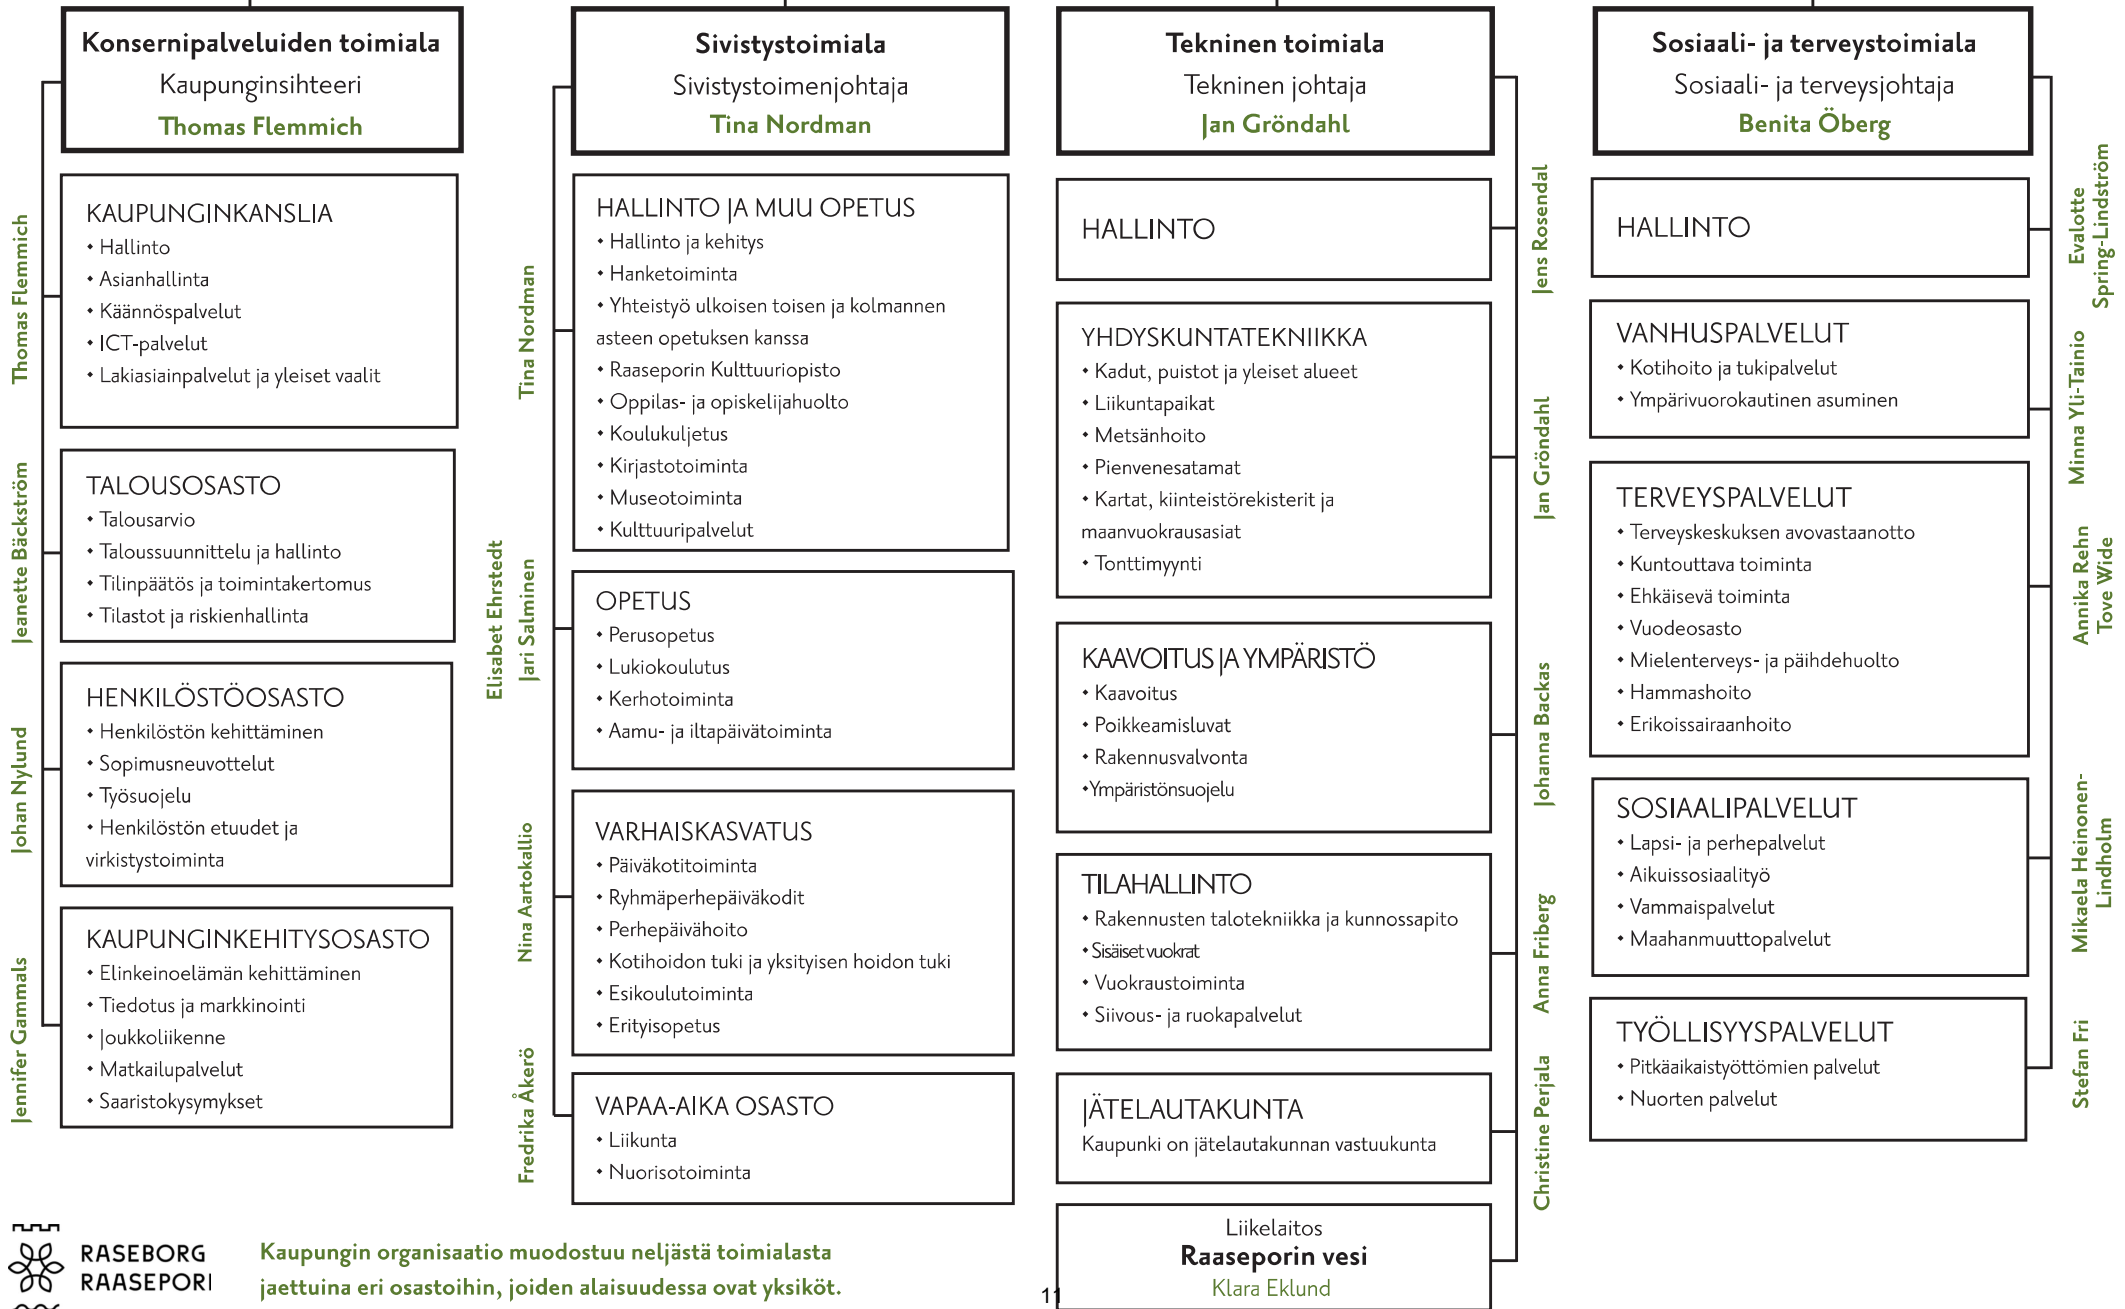 Konsernipalveluiden toimiala
Kaupunginsihteeri
Thomas Flemmich
Thomas Flemmich
KAUPUNGINKANSLIA
• Hallinto
• Asianhallinta
• Käännöspalvelut
• ICT-palvelut
• Lakiasiainpalvelut ja yleiset vaalit
Jeanette Bäckström
TALOUSOSASTO
• Talousarvio
• Taloussuunnittelu ja hallinto
• Tilinpäätös ja toimintakertomus
• Tilastot ja riskienhallinta
Johan Nylund
HENKILÖSTÖOSASTO
• Henkilöstön kehittäminen
• Sopimusneuvottelut
• Työsuojelu
• Henkilöstön etuudet ja
virkistystoiminta
Jennifer Gammals
KAUPUNGINKEHITYSOSASTO
• Elinkeinoelämän kehittäminen
• Tiedotus ja markkinointi
• Joukkoliikenne
• Matkailupalvelut
• Saaristokysymykset
Sivistystoimiala
Sivistystoimenjohtaja
Tina Nordman
Tina Nordman
HALLINTO JA MUU OPETUS
• Hallinto ja kehitys
• Hanketoiminta
• Yhteistyö ulkoisen toisen ja kolmannen
asteen opetuksen kanssa
• Raaseporin Kulttuuriopisto
• Oppilas- ja opiskelijahuolto
• Koulukuljetus
• Kirjastotoiminta
• Museotoiminta
• Kulttuuripalvelut
Elisabet Ehrstedt
Jari Salminen
OPETUS
• Perusopetus
• Lukiokoulutus
• Kerhotoiminta
• Aamu- ja iltapäivätoiminta
Nina Aartokallio
VARHAISKASVATUS
• Päiväkotitoiminta
• Ryhmäperhepäiväkodit
• Perhepäivähoito
• Kotihoidon tuki ja yksityisen hoidon tuki
• Esikoulutoiminta
• Erityisopetus
Fredrika Åkerö
VAPAA-AIKA OSASTO
• Liikunta
• Nuorisotoiminta
Tekninen toimiala
Tekninen johtaja
Jan Gröndahl
HALLINTO
Jens Rosendal
YHDYSKUNTATEKNIIKKA
• Kadut, puistot ja yleiset alueet
• Liikuntapaikat
• Metsänhoito
• Pienvenesatamat
• Kartat, kiinteistörekisterit ja
maanvuokrausasiat
• Tonttimyynti
Jan Gröndahl
KAAVOITUS JA YMPÄRISTÖ
• Kaavoitus
• Poikkeamisluvat
• Rakennusvalvonta
•Ympäristönsuojelu
Johanna Backas
TILAHALLINTO
• Rakennusten talotekniikka ja kunnossapito
• Sisäiset vuokrat
• Vuokraustoiminta
• Siivous- ja ruokapalvelut
Anna Friberg
JÄTELAUTAKUNTA
Kaupunki on jätelautakunnan vastuukunta
Christine Perjala
Liikelaitos
Raaseporin vesi
Klara Eklund
Sosiaali- ja terveystoimiala
Sosiaali- ja terveysjohtaja
Benita Öberg
HALLINTO
Evalotte
Spring-Lindström
VANHUSPALVELUT
• Kotihoito ja tukipalvelut
• Ympärivuorokautinen asuminen
Minna Yli-Tainio
TERVEYSPALVELUT
• Terveyskeskuksen avovastaanotto
• Kuntouttava toiminta
• Ehkäisevä toiminta
• Vuodeosasto
• Mielenterveys- ja päihdehuolto
• Hammashoito
• Erikoissairaanhoito
Annika Rehn
Tove Wide
SOSIAALIPALVELUT
• Lapsi- ja perhepalvelut
• Aikuissosiaalityö
• Vammaispalvelut
• Maahanmuuttopalvelut
Mikaela Heinonen-
Lindholm
TYÖLLISYYSPALVELUT
• Pitkäaikaistyöttömien palvelut
• Nuorten palvelut
Stefan Fri
RASEBORG
RAASEPORI
Kaupungin organisaatio muodostuu neljästä toimialasta
jaettuina eri osastoihin, joiden alaisuudessa ovat yksiköt.
11